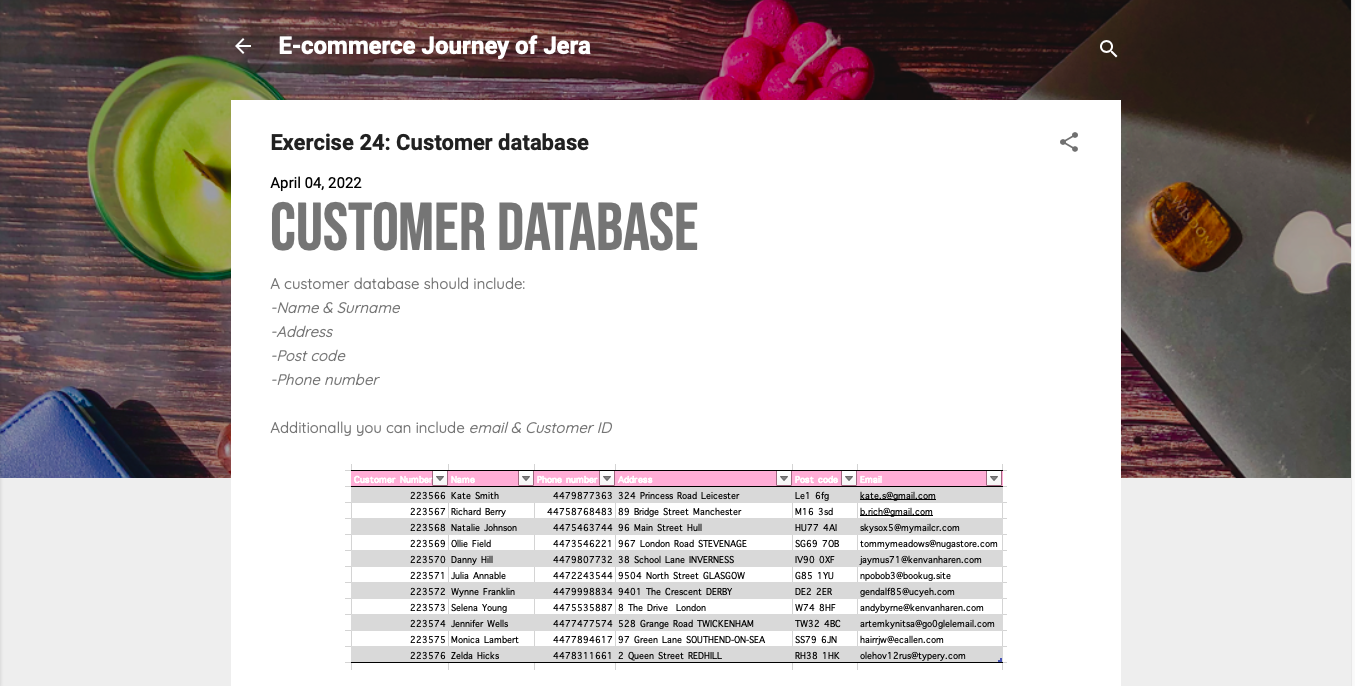 E-commerce Journey of Jera
Exercise 24: Customer database
April 04, 2022
CUSTOMER DATABASE
A customer database should include:
-Name & Surname
-Address
-Post code
-Phone number
Additionally you can include email & Customer ID
Customer Number Name Phone number Address Post code Email
223566 Kate Smith 4479877363 324 Princess Road Leicester Le1 6fg kate.s@gmail.com
223567 Richard Berry 44758768483 89 Bridge Street Manchester M16 3sd b.rich@gmail.com
223568 Natalie Johnson 4475463744 96 Main Street Hull HU77 4AI skysox5@mymailcr.com
223569 Ollie Field 4473546221 967 London Road STEVENAGE SG69 7OB tommymeadows@nugastore.com
223570 Danny Hill 4479807732 38 School Lane INVERNESS IV90 0XF jaymus71@kenvanharen.com
223571 Julia Annable 4472243544 9504 North Street GLASGOW G85 1YU npobob3@bookug.site
223572 Wynne Franklin 4479998834 9401 The Crescent DERBY DE2 2ER gendalf85@ucyeh.com
223573 Selena Young 4475535887 8 The Drive London W74 8HF andybyrne@kenvanharen.com
223574 Jennifer Wells 4477477574 528 Grange Road TWICKENHAM TW32 4BC artemkynitsa@go0glelemail.com
223575 Monica Lambert 4477894617 97 Green Lane SOUTHEND-ON-SEA SS79 6JN hairrjw@ecallen.com
223576 Zelda Hicks 4478311661 2 Queen Street REDHILL RH38 1HK olehov12rus@typery.com
WISDOM